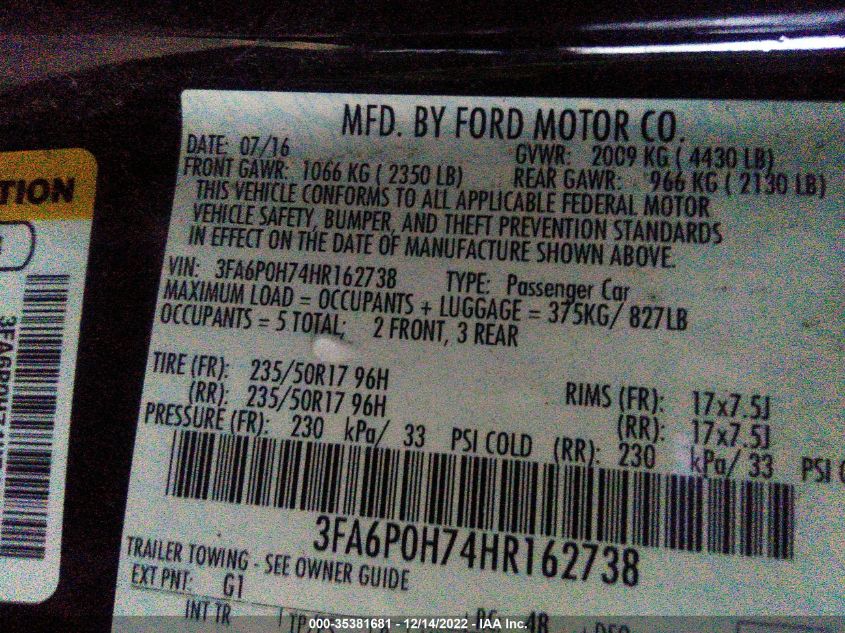 MFD. BY FORD MOTOR CO.
DATE: 07/16 GVWR: 2009 KG ( 4430 LB)
FRONT GAWR: 1066 KG ( 2350 LB) REAR GAWR: 966 KG ( 2130 LB)
THIS VEHICLE CONFORMS TO ALL APPLICABLE FEDERAL MOTOR
VEHICLE SAFETY, BUMPER, AND THEFT PREVENTION STANDARDS
IN EFFECT ON THE DATE OF MANUFACTURE SHOWN ABOVE.
VIN: 3FA6P0H74HR162738 TYPE: Passenger Car
MAXIMUM LOAD = OCCUPANTS + LUGGAGE = 375KG/ 827LB
OCCUPANTS = 5 TOTAL; 2 FRONT, 3 REAR
TIRE (FR): 235/50R17 96H RIMS (FR): 17x7.5J
(RR): 235/50R17 96H (RR): 17x7.5J
PRESSURE (FR): 230 kPa/ 33 PSI COLD (RR): 230 kPa/ 33 PSI
3FA6P0H74HR162738
TRAILER TOWING - SEE OWNER GUIDE
EXT PNT: G1
INT TR
TION
000-35381681 - 12/14/2022 - IAA Inc.